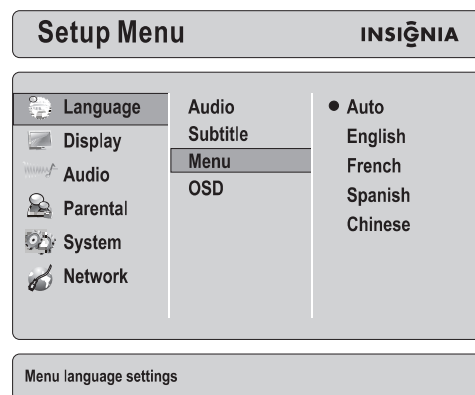 Setup Menu
INSIGNIA
Language
Display
Audio
Parental
System
Network
Audio
Subtitle
Menu
OSD
Auto
English
French
Spanish
Chinese
Menu language settings